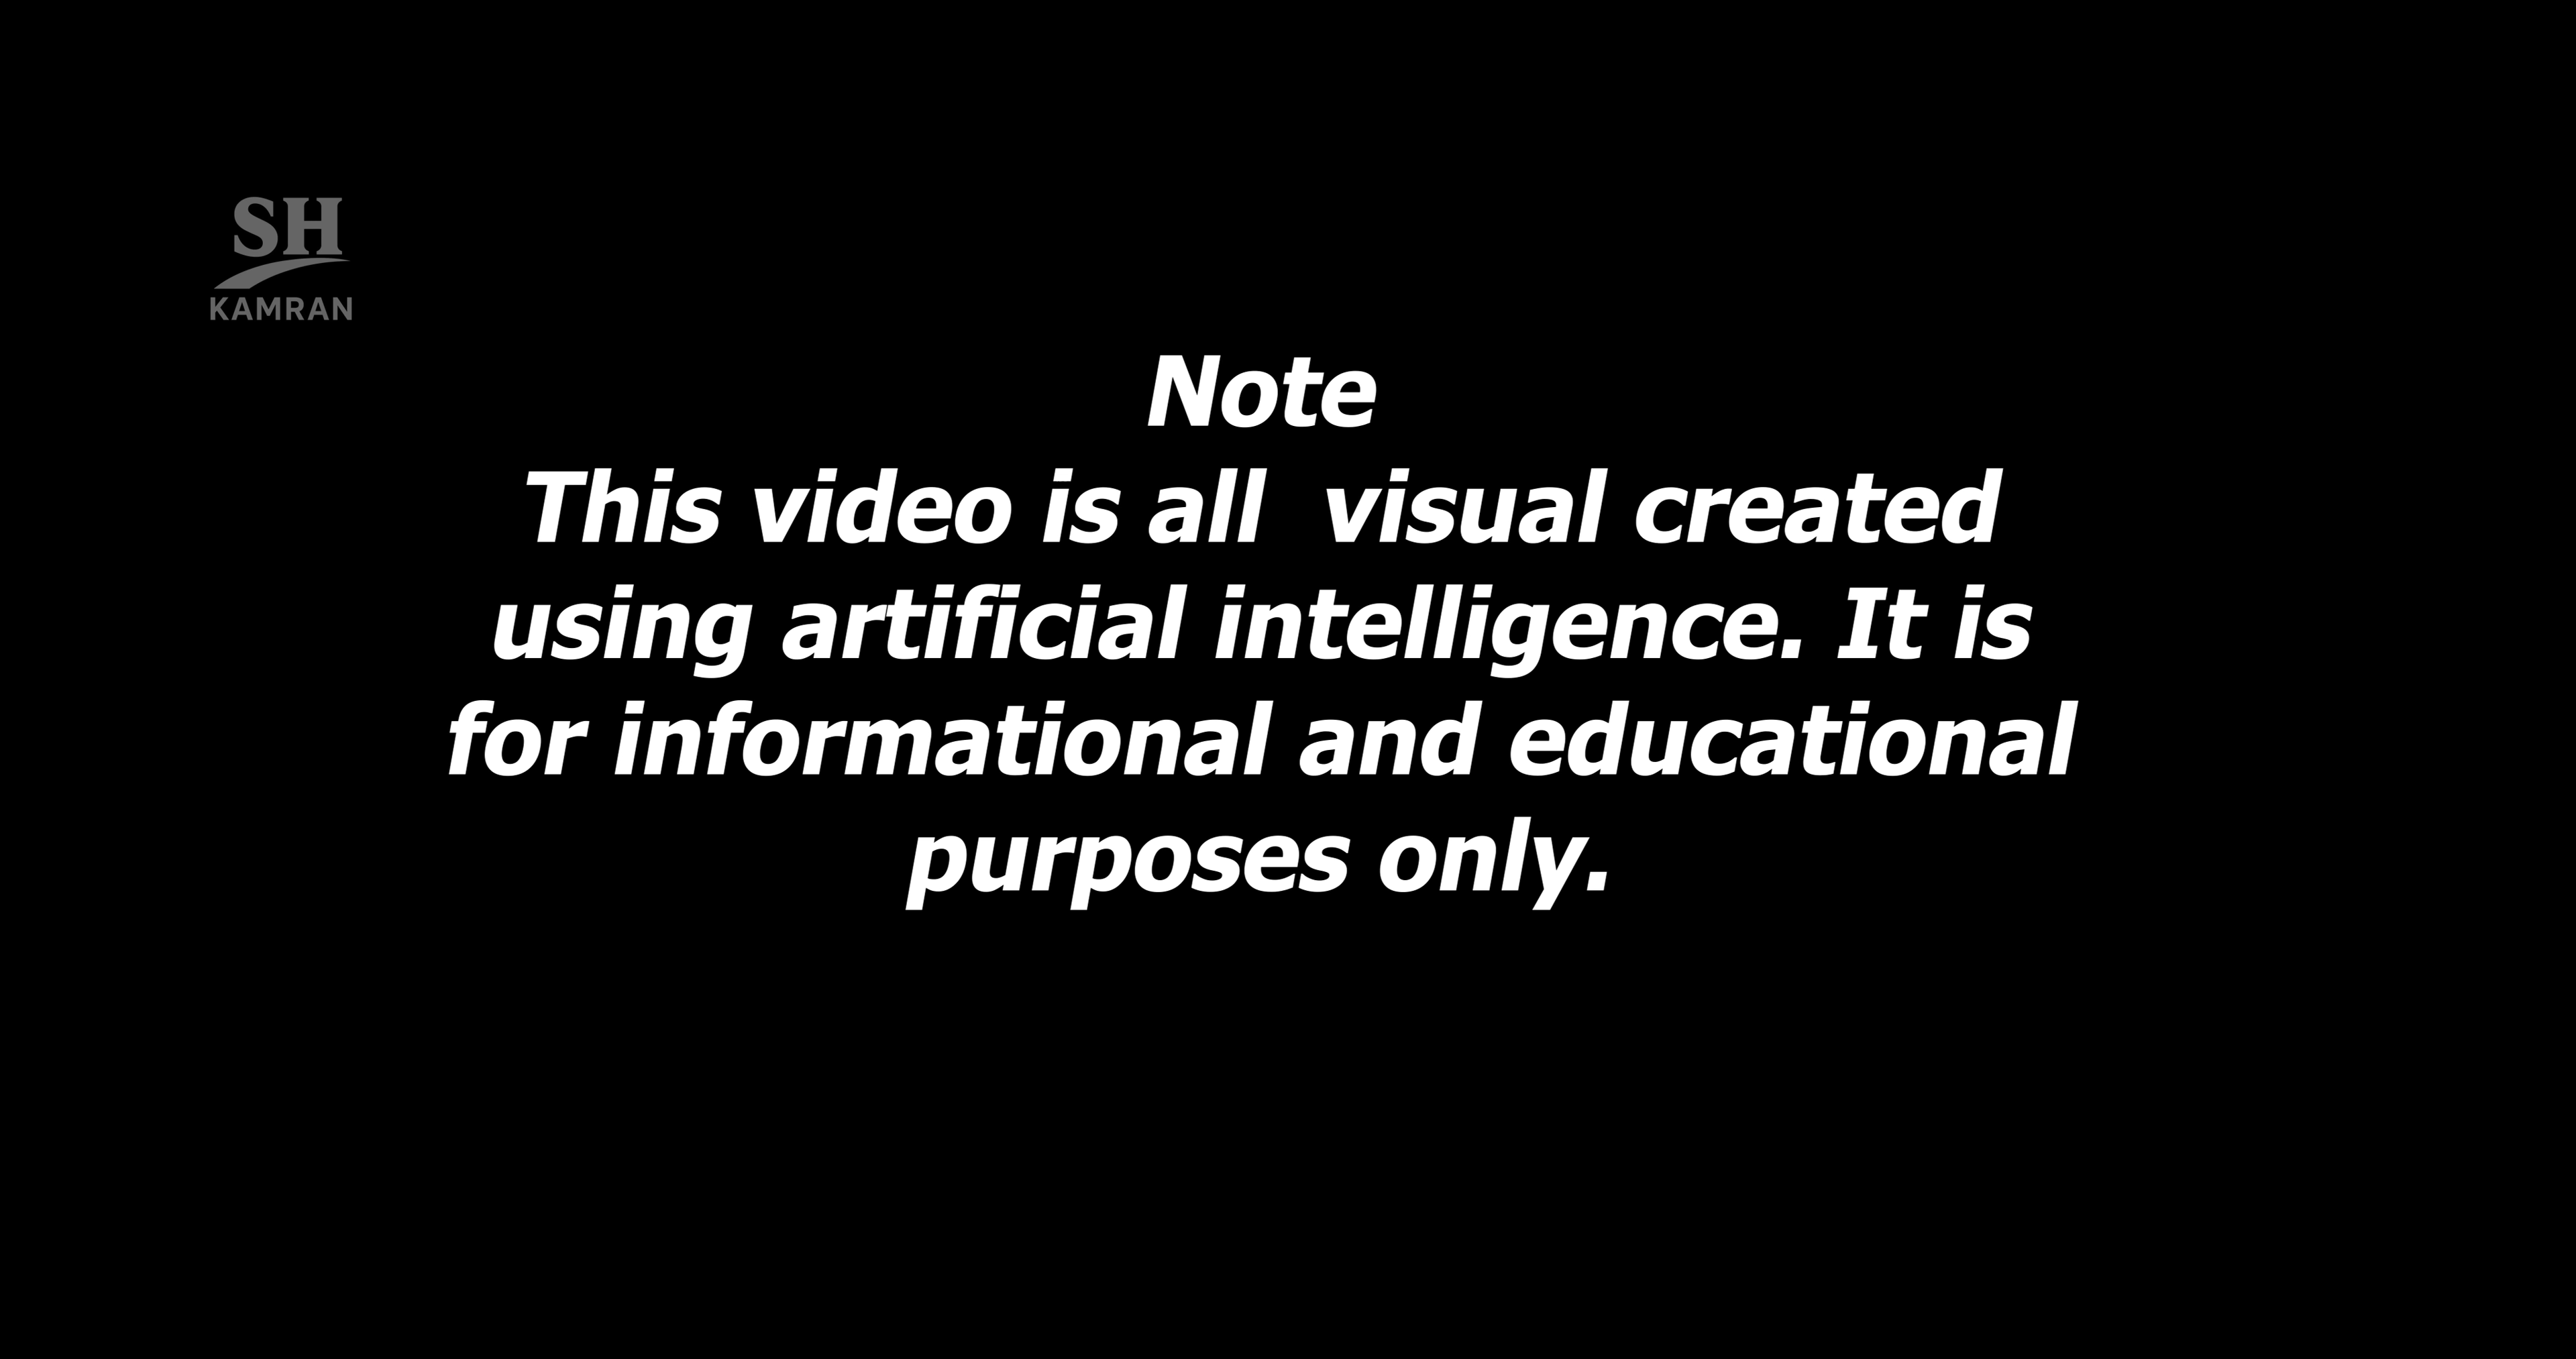 SH
KAMRAN
Note
This video is all  visual created
using artificial intelligence. It is
for informational and educational
purposes only.